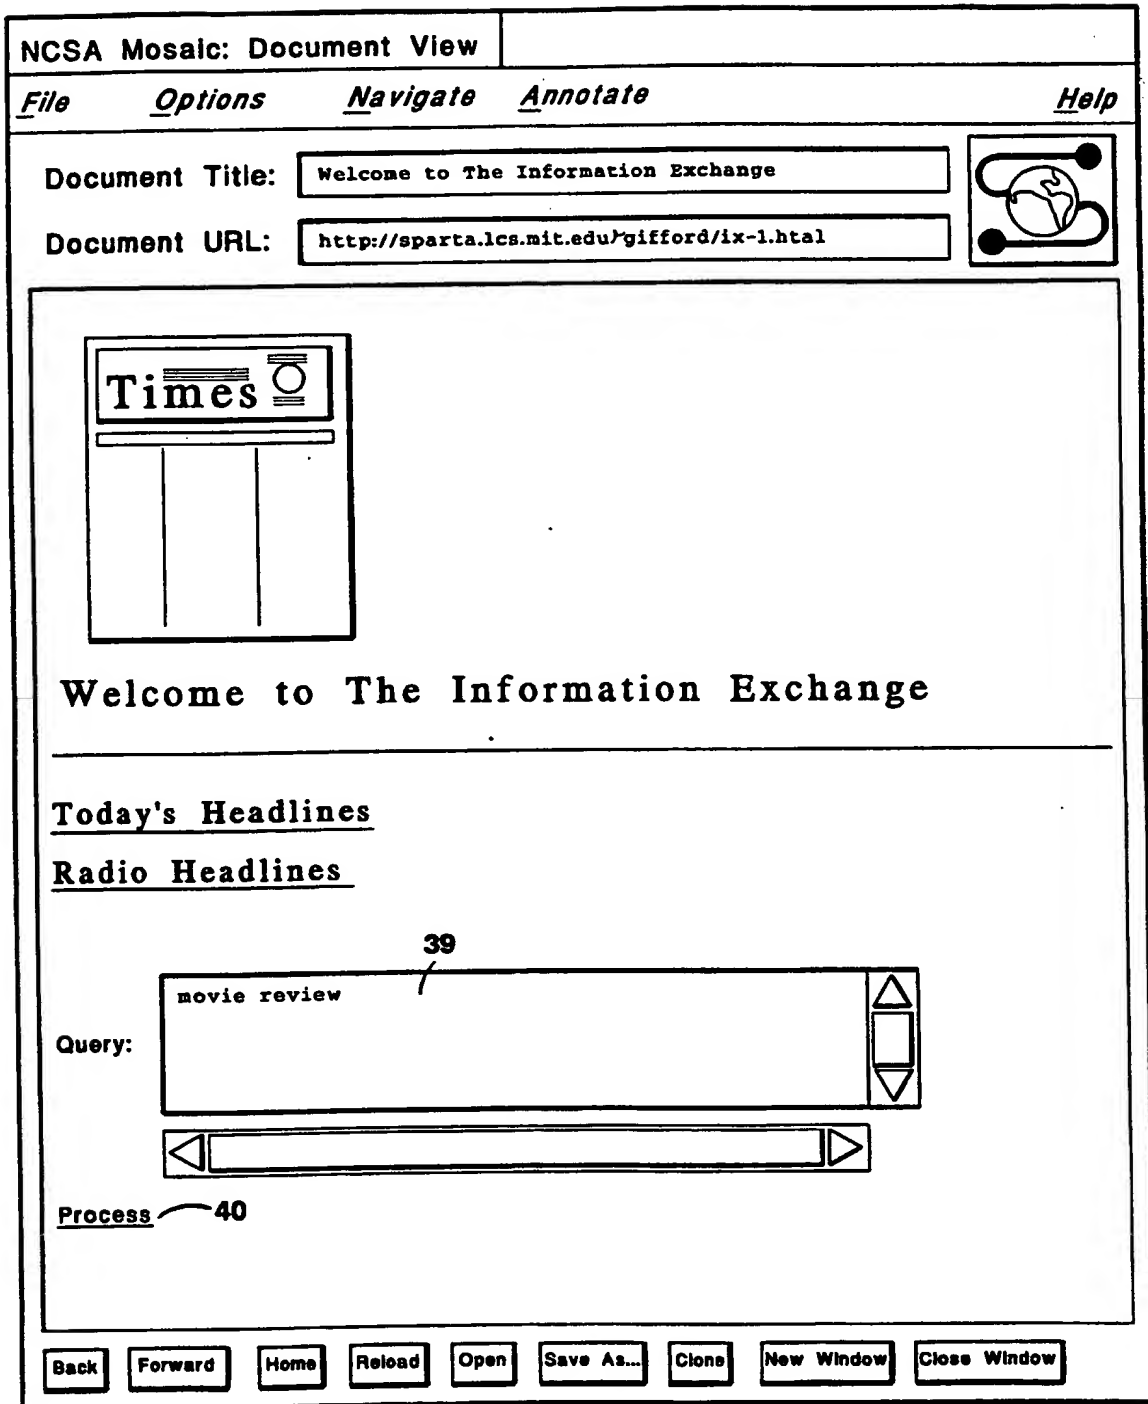 NCSA Mosaic: Document View
File Options Navigate Annotate Help
Document Title: Welcome to The Information Exchange
Document URL: http://sparta.lcs.mit.edu/~gifford/ix-1.html
Times
Welcome to The Information Exchange
Today's Headlines
Radio Headlines
39
movie review
Query:
Process 40
Back Forward Home Reload Open Save As... Clone New Window Close Window